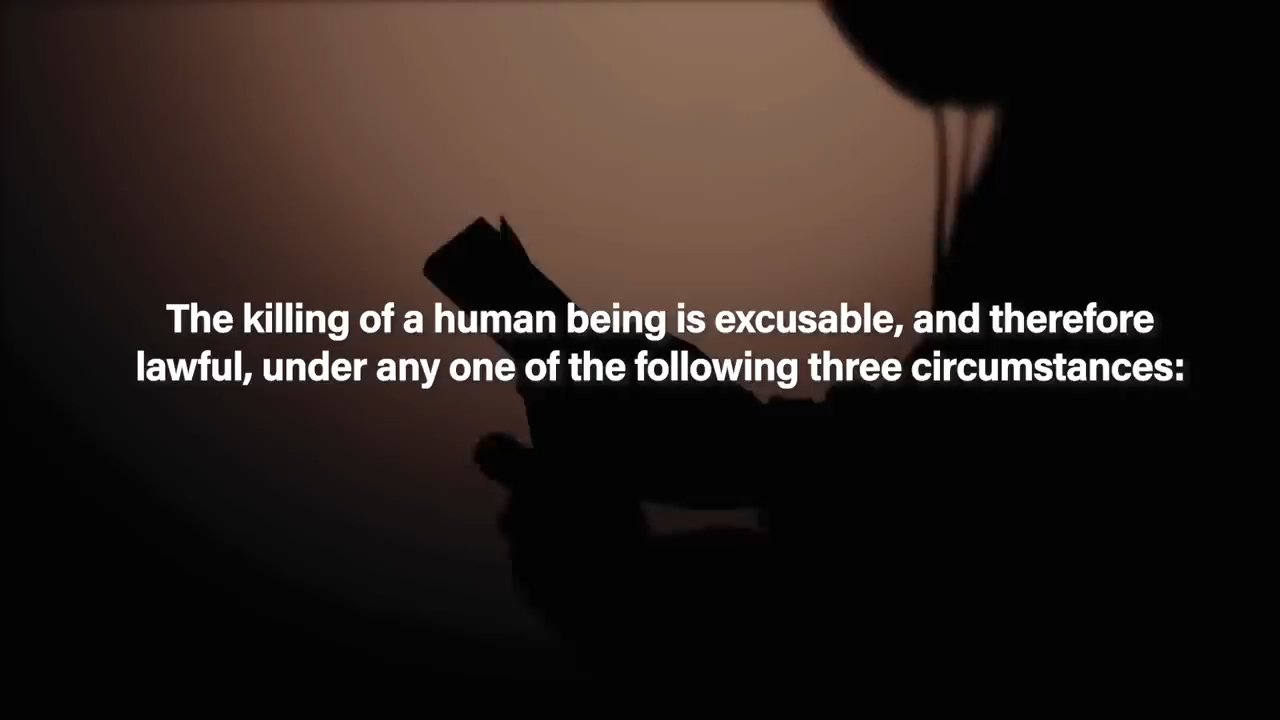 The killing of a human being is excusable, and therefore
lawful, under any one of the following three circumstances: